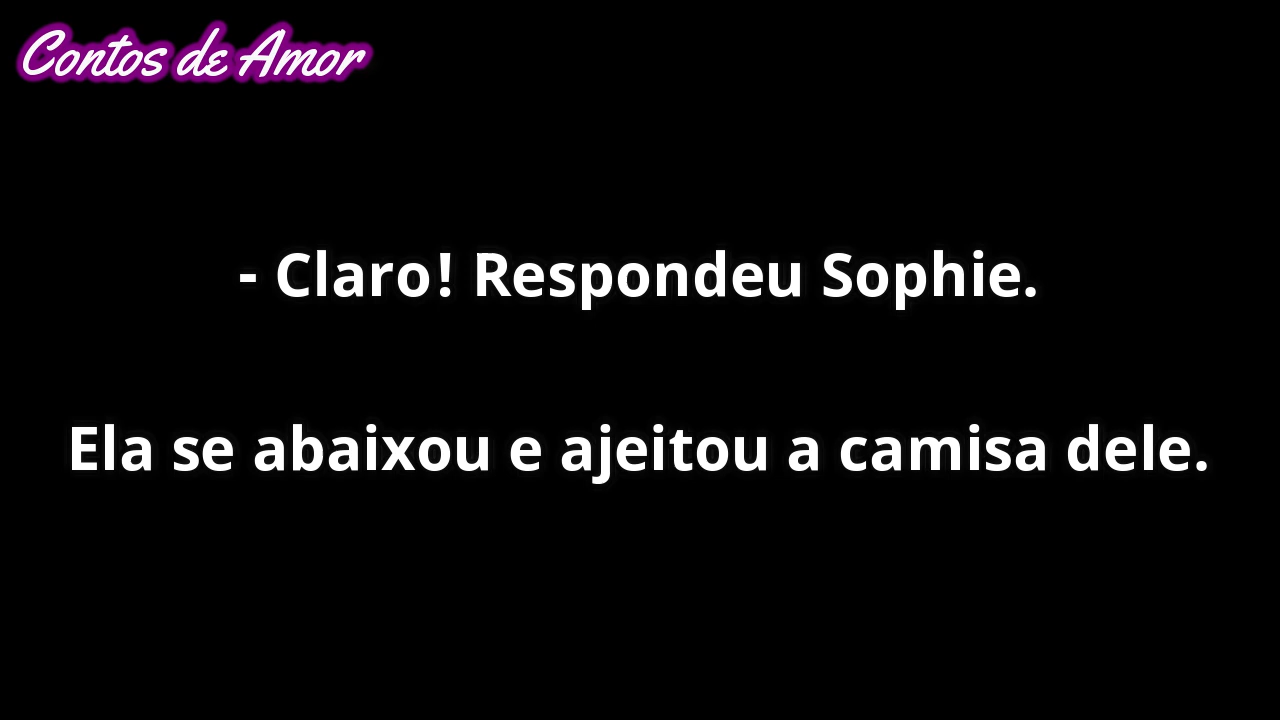 Contos de Amor
- Claro! Respondeu Sophie.
Ela se abaixou e ajeitou a camisa dele.